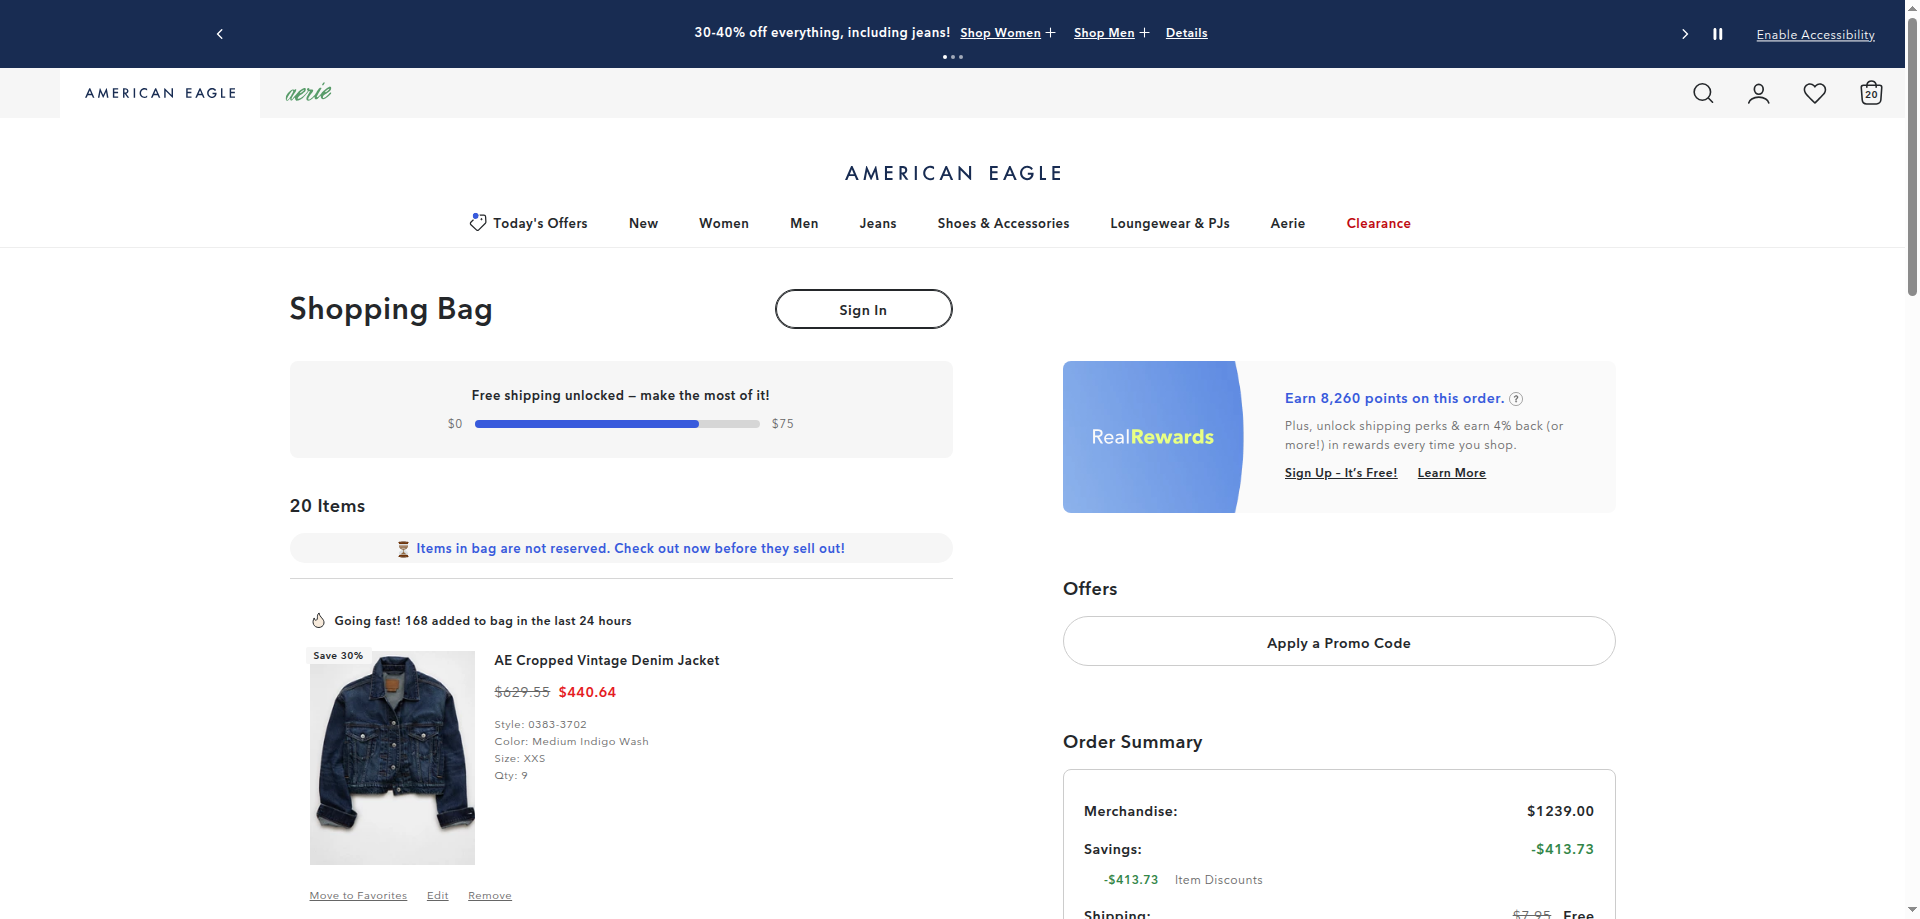 30-40% off everything, including jeans! Shop Women + Shop Men + Details
Enable Accessibility
AMERICAN EAGLE
aerie
20
AMERICAN EAGLE
Today's Offers New Women Men Jeans Shoes & Accessories Loungewear & PJs Aerie Clearance
Shopping Bag
Sign In
Free shipping unlocked – make the most of it!
$0 $75
20 Items
Items in bag are not reserved. Check out now before they sell out!
Going fast! 168 added to bag in the last 24 hours
Save 30%
AE Cropped Vintage Denim Jacket
$629.55 $440.64
Style: 0383-3702
Color: Medium Indigo Wash
Size: XXS
Qty: 9
Move to Favorites Edit Remove
RealRewards
Earn 8,260 points on this order. ?
Plus, unlock shipping perks & earn 4% back (or
more!) in rewards every time you shop.
Sign Up – It's Free! Learn More
Offers
Apply a Promo Code
Order Summary
Merchandise: $1239.00
Savings: -$413.73
-$413.73 Item Discounts
Shipping: $7.95 Free